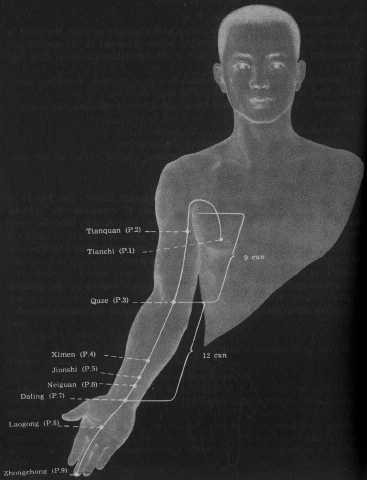 Tianquan (P.2)
Tianchi (P.1)
9 cun
Quze (P.3)
12 cun
Ximen (P.4)
Jianshi (P.5)
Neiguan (P.6)
Daling (P.7)
Laogong (P.8)
Zhongchong (P.9)